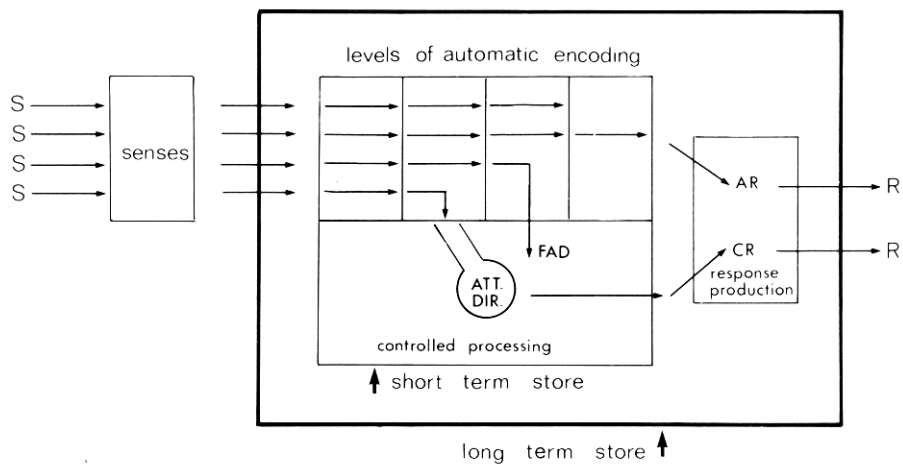 levels of automatic encoding
S
S
S
S
senses
AR
R
CR
R
response
production
FAD
ATT.
DIR.
controlled processing
short term store
long term store